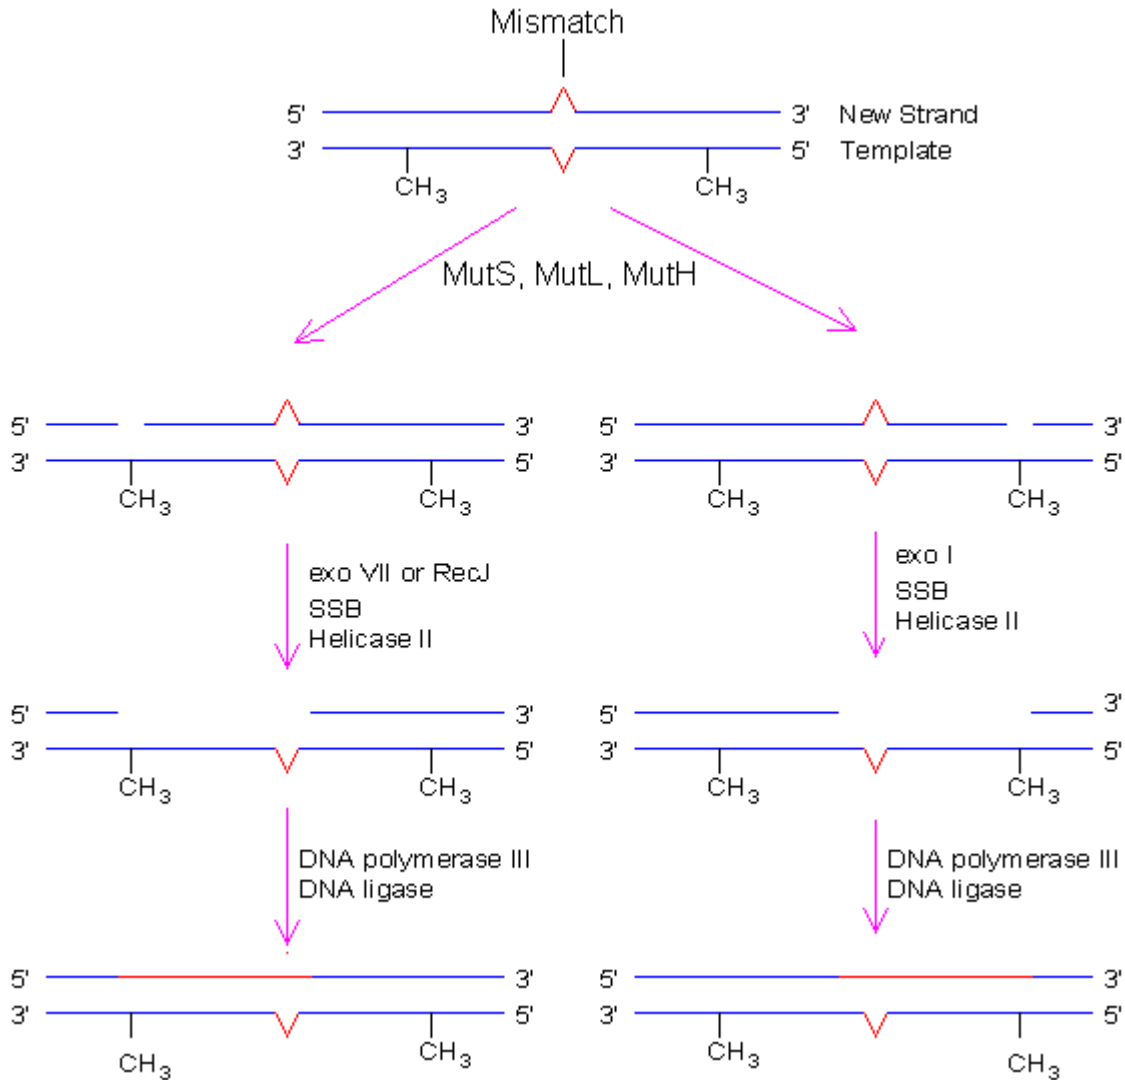 Mismatch
5' 3' New Strand
3' 5' Template
CH3 CH3
MutS, MutL, MutH
5' 3' 5' 3'
3' 5' 3' 5'
CH3 CH3 CH3 CH3
exo VII or RecJ
SSB
Helicase II
exo I
SSB
Helicase II
5' 3' 5' 3'
3' 5' 3' 5'
CH3 CH3 CH3 CH3
DNA polymerase III
DNA ligase
DNA polymerase III
DNA ligase
5' 3' 5' 3'
3' 5' 3' 5'
CH3 CH3 CH3 CH3